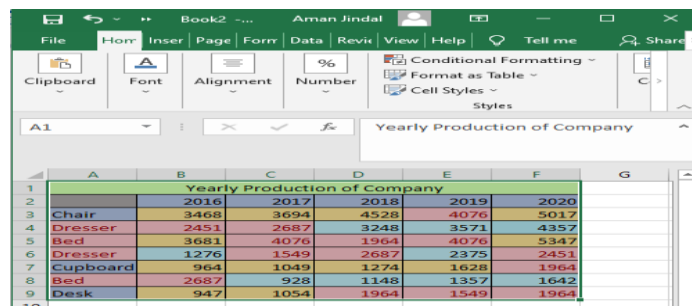 Book2 -... Aman Jindal
File Hom Inser Page Form Data Revie View Help Tell me Share
Clipboard Font Alignment % Number Conditional Formatting
Format as Table
Cell Styles
Styles
A1 fx Yearly Production of Company
A B C D E F G
1 Yearly Production of Company
2 2016 2017 2018 2019 2020
3 Chair 3468 3694 4528 4076 5017
4 Dresser 2451 2687 3248 3571 4357
5 Bed 3681 4076 1964 4076 5347
6 Dresser 1276 1549 2687 2375 2451
7 Cupboard 964 1049 1274 1628 1964
8 Bed 2687 928 1148 1357 1642
9 Desk 947 1054 1964 1549 1964